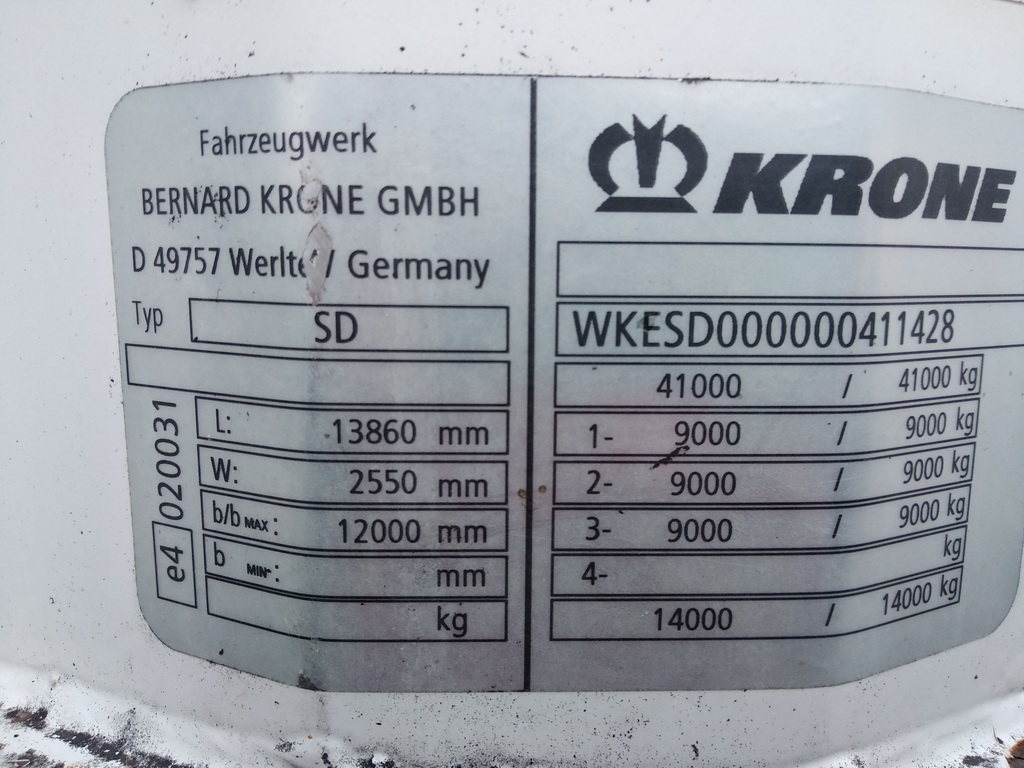 Fahrzeugwerk
BERNARD KRONE GMBH
D 49757 Werlte / Germany
Typ SD
L: 13860 mm
W: 2550 mm
b/b MAX: 12000 mm
b MIN-: mm
kg
e4 020031
KRONE
WKESD000000411428
41000 / 41000 kg
1- 9000 / 9000 kg
2- 9000 / 9000 kg
3- 9000 / 9000 kg
4- kg
14000 / 14000 kg